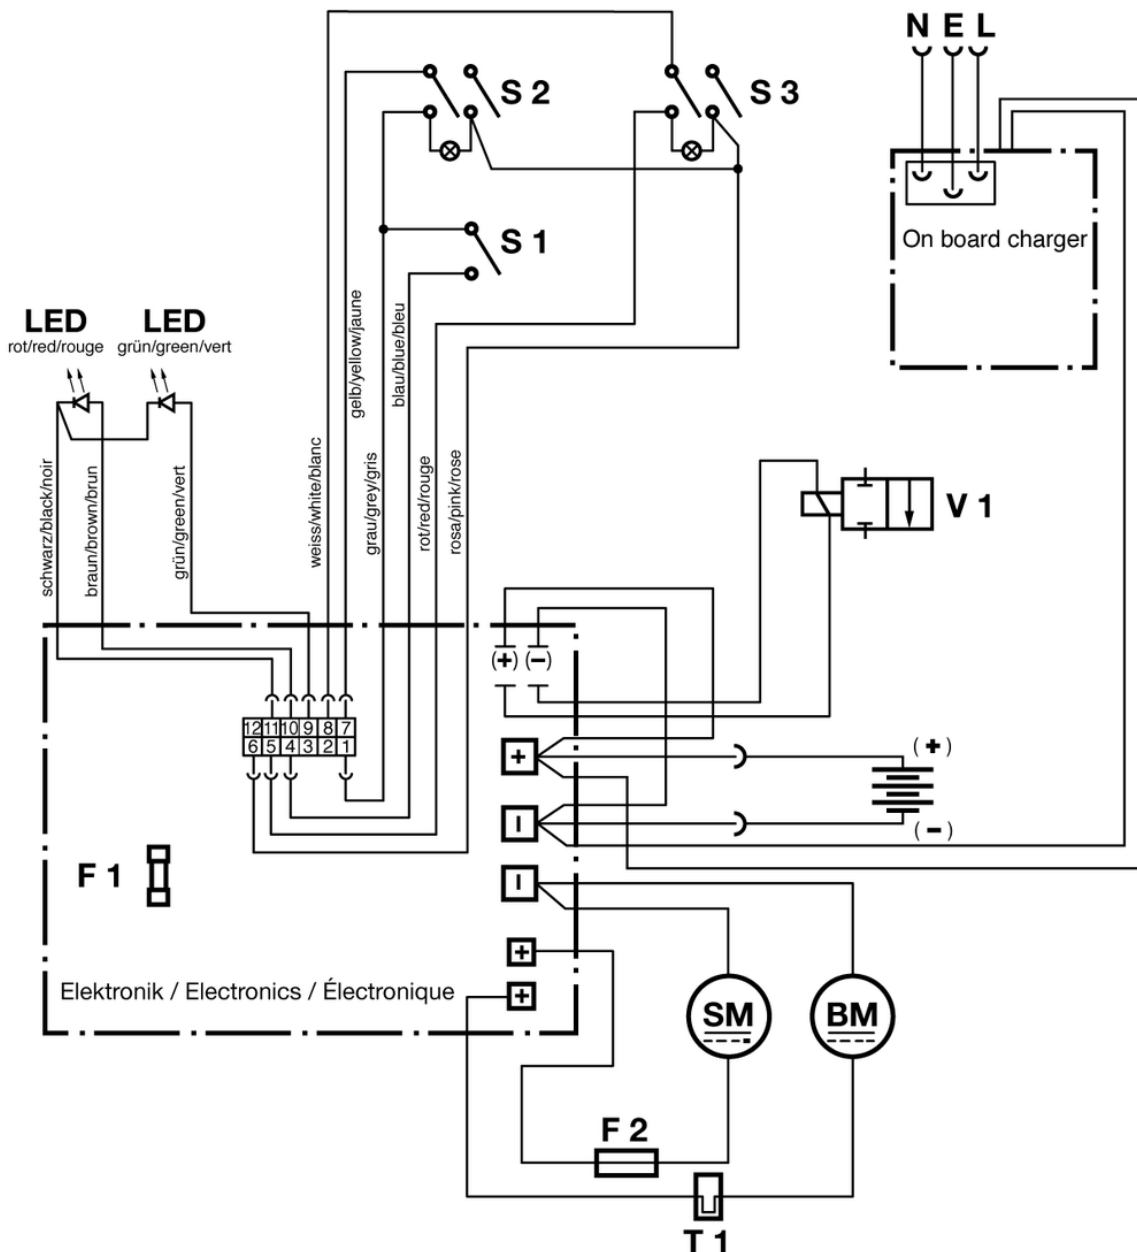 N E L
S 2
S 3
On board charger
S 1
LED
rot/red/rouge
LED
grün/green/vert
schwarz/black/noir
braun/brown/brun
grün/green/vert
weiss/white/blanc
gelb/yellow/jaune
grau/grey/gris
blau/blue/bleu
rot/red/rouge
rosa/pink/rose
V 1
(+) (−)
12 11 10 9 8 7
6 5 4 3 2 1
+
(+)
−
(−)
F 1
−
+
Elektronik / Electronics / Électronique
+
SM
BM
F 2
T 1